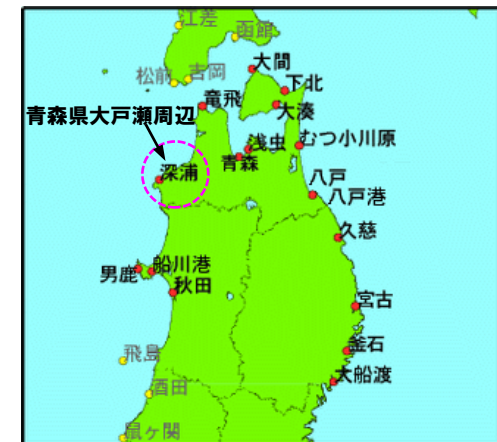 江差
函館
大間
松前
吉岡
下北
竜飛
大湊
青森県大戸瀬周辺
浅虫
むつ小川原
青森
深浦
八戸
八戸港
久慈
男鹿
船川港
秋田
宮古
飛島
釜石
大船渡
酒田
鼠ヶ関